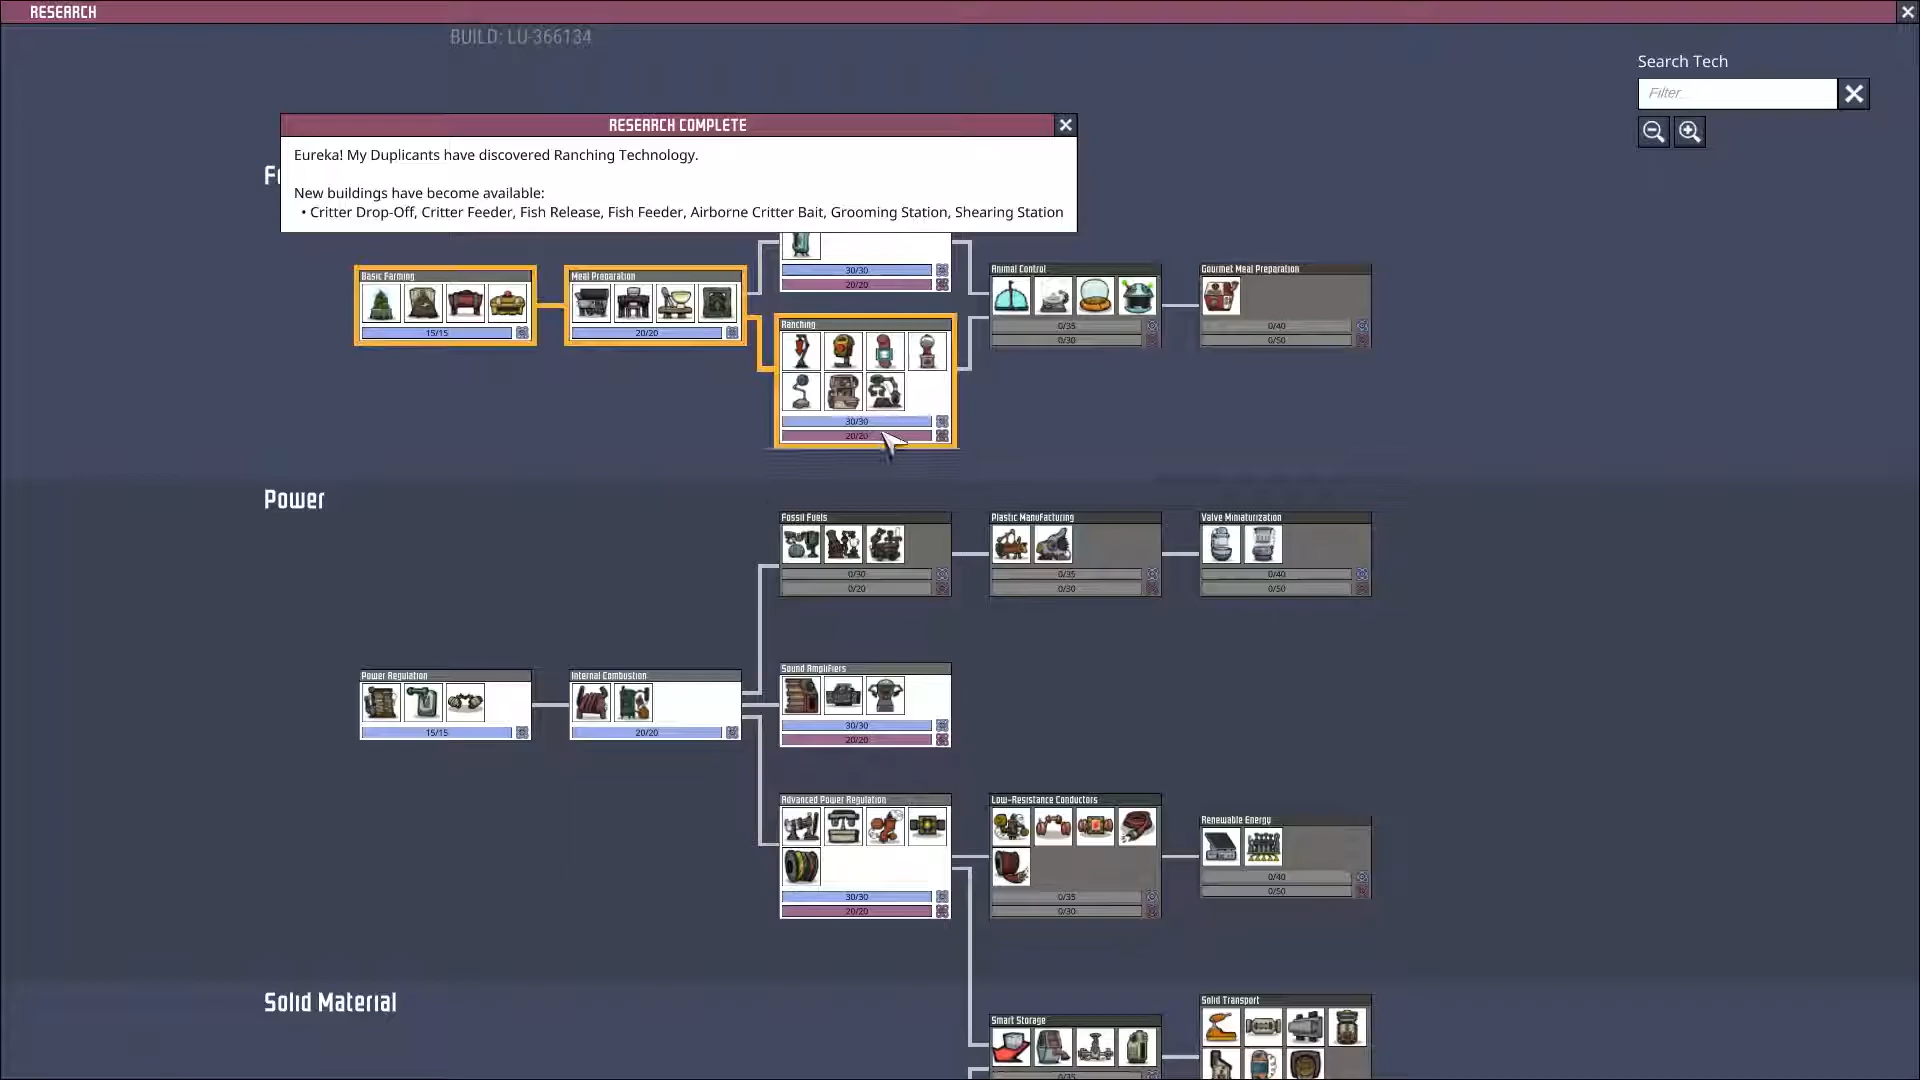 RESEARCH
BUILD: LU-366134
Search Tech
Filter...
RESEARCH COMPLETE
Eureka! My Duplicants have discovered Ranching Technology.
New buildings have become available:
• Critter Drop-Off, Critter Feeder, Fish Release, Fish Feeder, Airborne Critter Bait, Grooming Station, Shearing Station
30/30
20/20
Basic Farming
15/15
Meal Preparation
20/20
Ranching
30/30
20/20
Animal Control
0/35
0/30
Gourmet Meal Preparation
0/40
0/50
Power
Fossil Fuels
0/30
0/20
Plastic Manufacturing
0/35
0/30
Valve Miniaturization
0/40
0/50
Power Regulation
15/15
Internal Combustion
20/20
Sound Amplifiers
30/30
20/20
Advanced Power Regulation
30/30
20/20
Low-Resistance Conductors
0/35
0/30
Renewable Energy
0/40
0/50
Solid Material
Smart Storage
0/35
Solid Transport